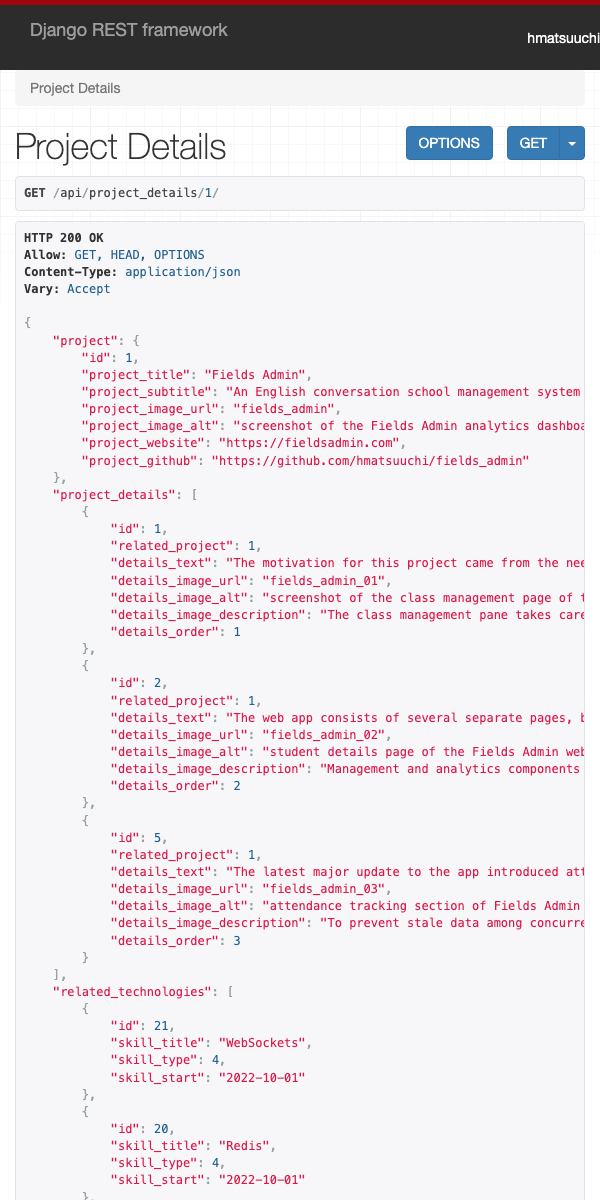 Django REST framework
hmatsuuchi
Project Details
Project Details
OPTIONS
GET
GET /api/project_details/1/
HTTP 200 OK
Allow: GET, HEAD, OPTIONS
Content-Type: application/json
Vary: Accept
{
    "project": {
        "id": 1,
        "project_title": "Fields Admin",
        "project_subtitle": "An English conversation school management system
        "project_image_url": "fields_admin",
        "project_image_alt": "screenshot of the Fields Admin analytics
        "project_website": "https://fieldsadmin.com",
        "project_github": "https://github.com/hmatsuuchi/fields_admin"
    },
    "project_details": [
        {
            "id": 1,
            "related_project": 1,
            "details_text": "The motivation for this project came from the
            "details_image_url": "fields_admin_01",
            "details_image_alt": "screenshot of the class management page of
            "details_image_description": "The class management pane takes care
            "details_order": 1
        },
        {
            "id": 2,
            "related_project": 1,
            "details_text": "The web app consists of several separate pages,
            "details_image_url": "fields_admin_02",
            "details_image_alt": "student details page of the Fields Admin web
            "details_image_description": "Management and analytics components
            "details_order": 2
        },
        {
            "id": 5,
            "related_project": 1,
            "details_text": "The latest major update to the app introduced
            "details_image_url": "fields_admin_03",
            "details_image_alt": "attendance tracking section of Fields Admin
            "details_image_description": "To prevent stale data among
            "details_order": 3
        }
    ],
    "related_technologies": [
        {
            "id": 21,
            "skill_title": "WebSockets",
            "skill_type": 4,
            "skill_start": "2022-10-01"
        },
        {
            "id": 20,
            "skill_title": "Redis",
            "skill_type": 4,
            "skill_start": "2022-10-01"
        },